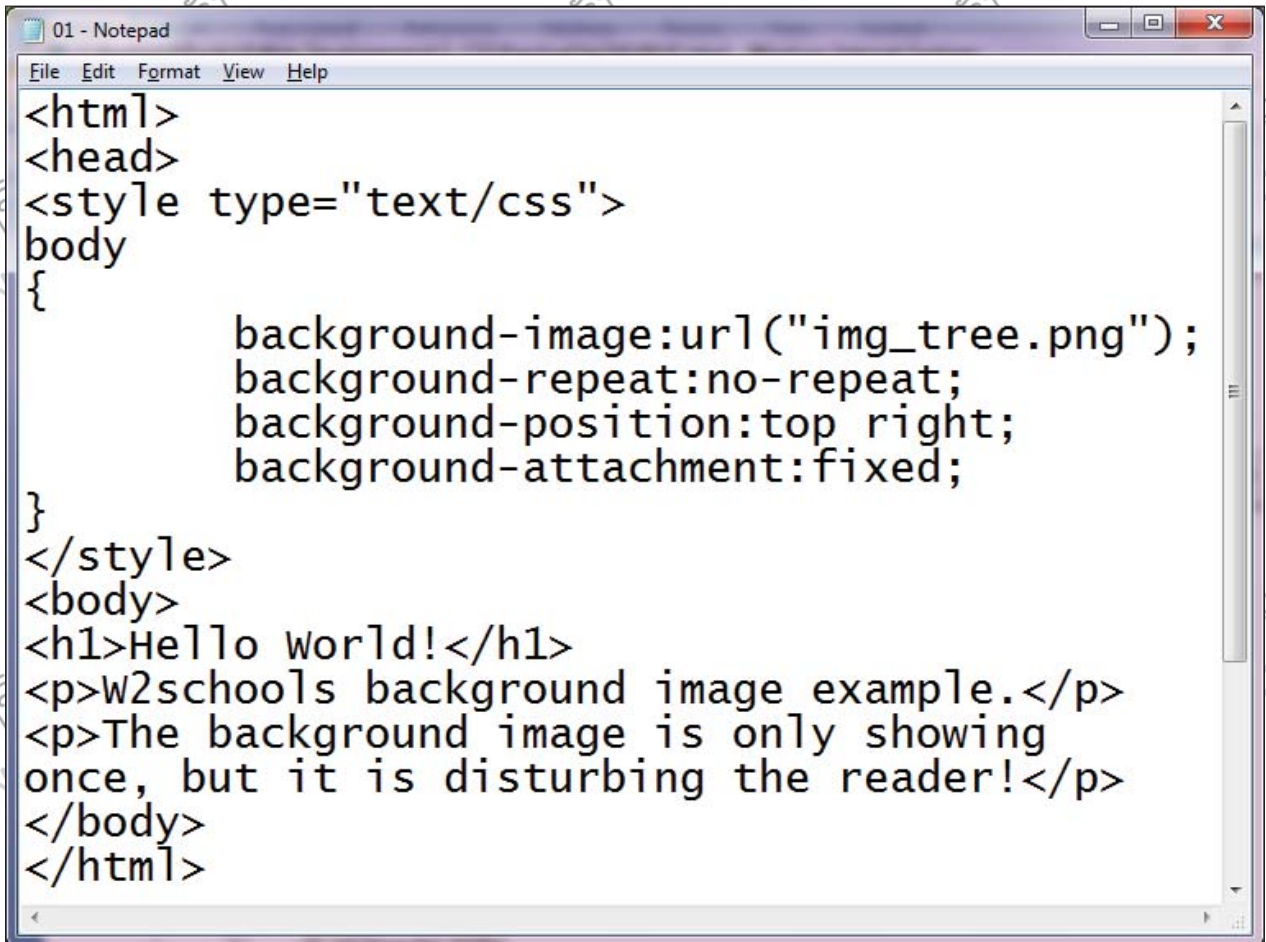 01 - Notepad
File Edit Format View Help
<html>
<head>
<style type="text/css">
body
{
background-image:url("img_tree.png");
background-repeat:no-repeat;
background-position:top right;
background-attachment:fixed;
}
</style>
<body>
<h1>Hello World!</h1>
<p>W2schools background image example.</p>
<p>The background image is only showing
once, but it is disturbing the reader!</p>
</body>
</html>